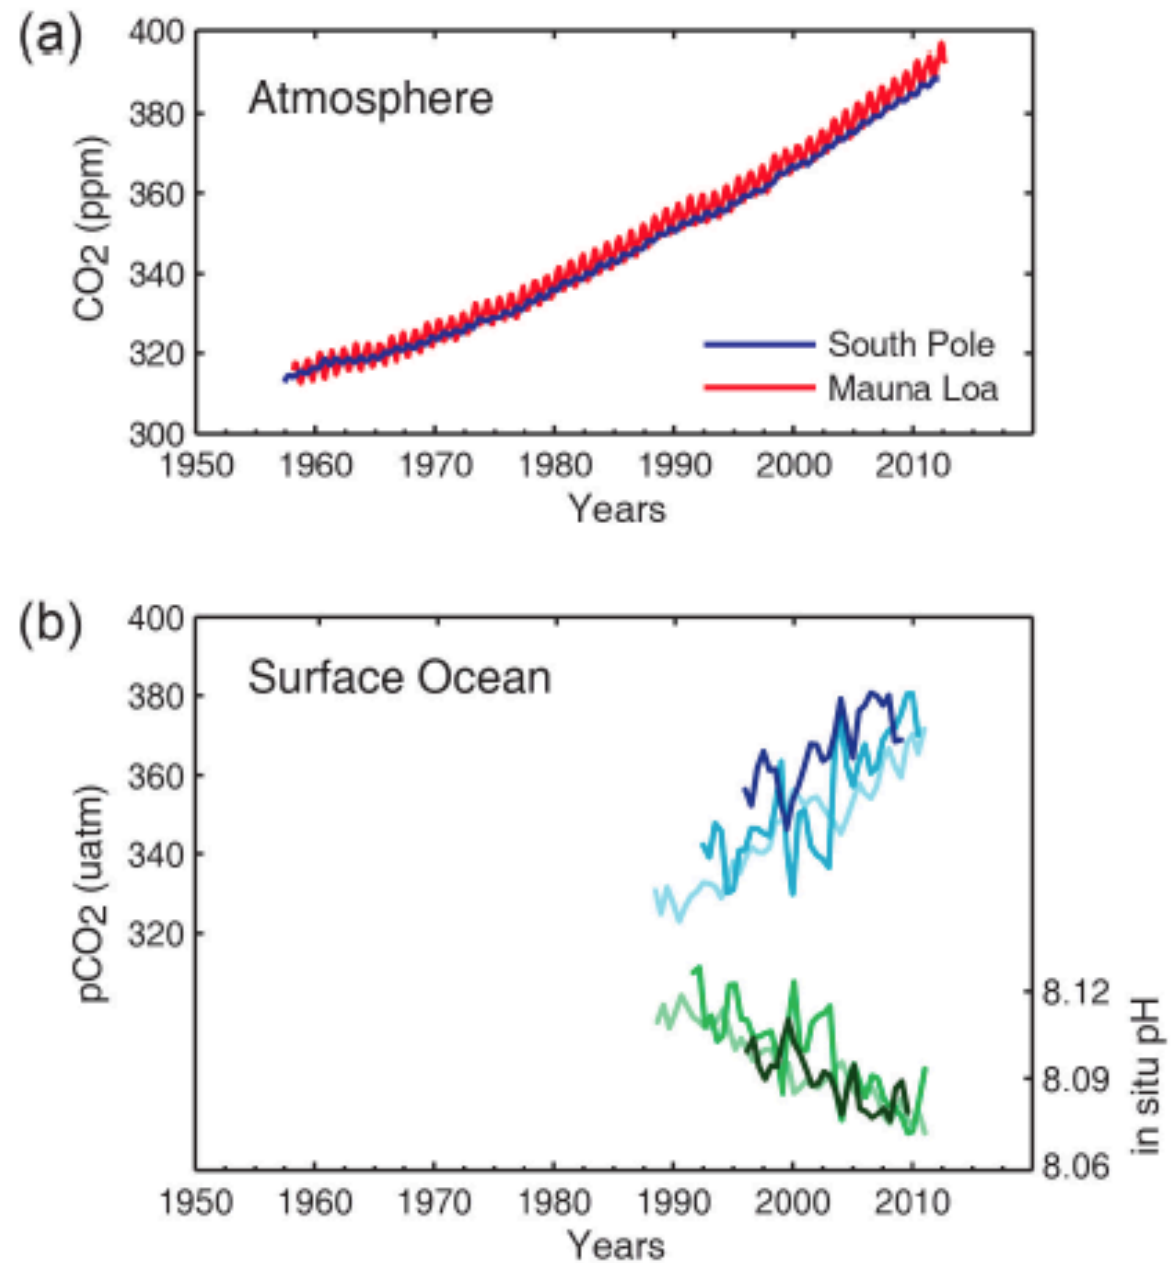 (a)
400
380
360
340
320
300
CO2 (ppm)
Atmosphere
South Pole
Mauna Loa
1950 1960 1970 1980 1990 2000 2010
Years
(b)
400
380
360
340
320
pCO2 (uatm)
Surface Ocean
8.12
8.09
8.06
in situ pH
1950 1960 1970 1980 1990 2000 2010
Years